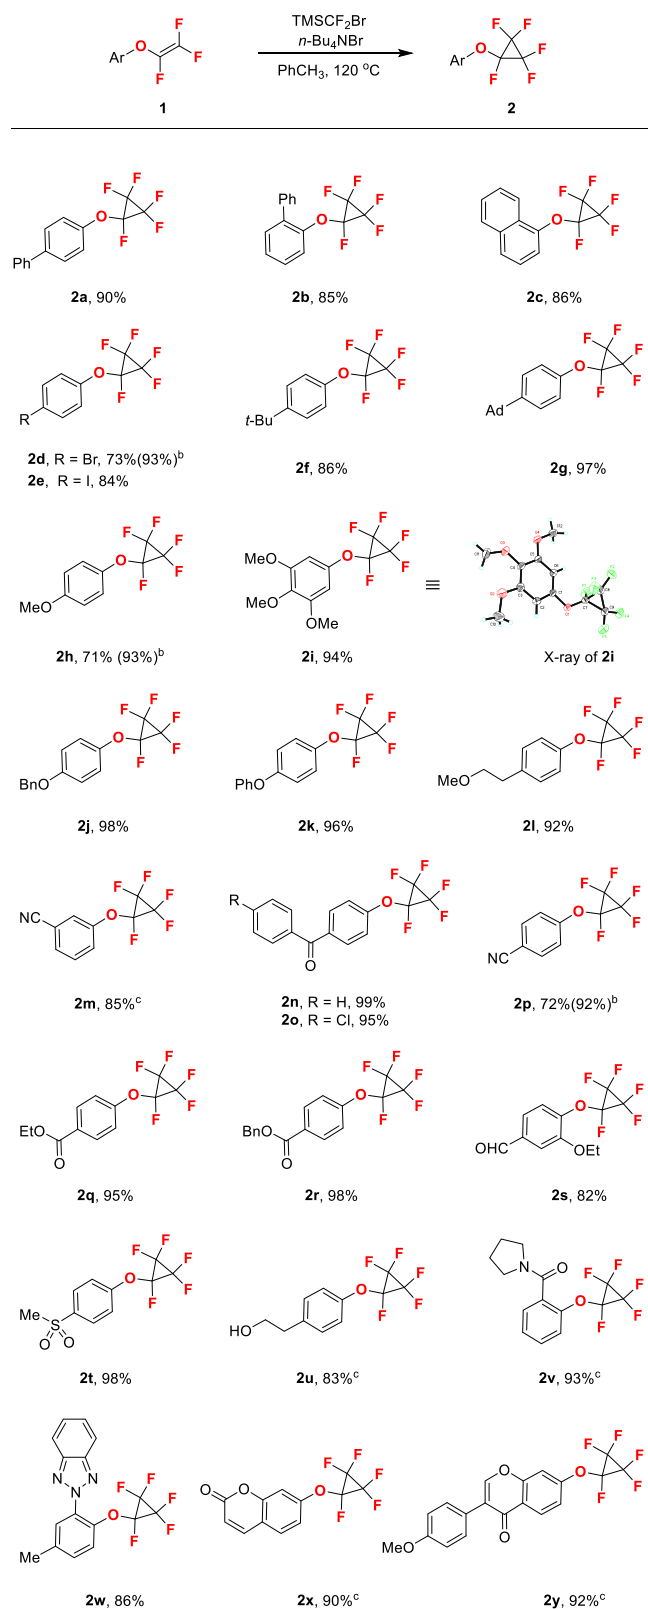 TMSCF2Br
n-Bu4NBr
PhCH3, 120 oC
Ar O F F F
1
Ar O F F F F F
2
Ph O F F F F F
2a, 90%
Ph O F F F F F
2b, 85%
O F F F F F
2c, 86%
R O F F F F F
2d, R = Br, 73%(93%)b
2e, R = I, 84%
t-Bu O F F F F F
2f, 86%
Ad O F F F F F
2g, 97%
MeO O F F F F F
2h, 71% (93%)b
MeO MeO OMe O F F F F F
2i, 94%
≡
X-ray of 2i
BnO O F F F F F
2j, 98%
PhO O F F F F F
2k, 96%
MeO O F F F F F
2l, 92%
NC O F F F F F
2m, 85%c
R O O F F F F F
2n, R = H, 99%
2o, R = Cl, 95%
NC O F F F F F
2p, 72%(92%)b
EtO O O F F F F F
2q, 95%
BnO O O F F F F F
2r, 98%
OHC OEt O F F F F F
2s, 82%
Me S O O O F F F F F
2t, 98%
HO O F F F F F
2u, 83%c
N O O F F F F F
2v, 93%c
N N N Me O F F F F F
2w, 86%
O O O F F F F F
2x, 90%c
MeO O O O F F F F F
2y, 92%c